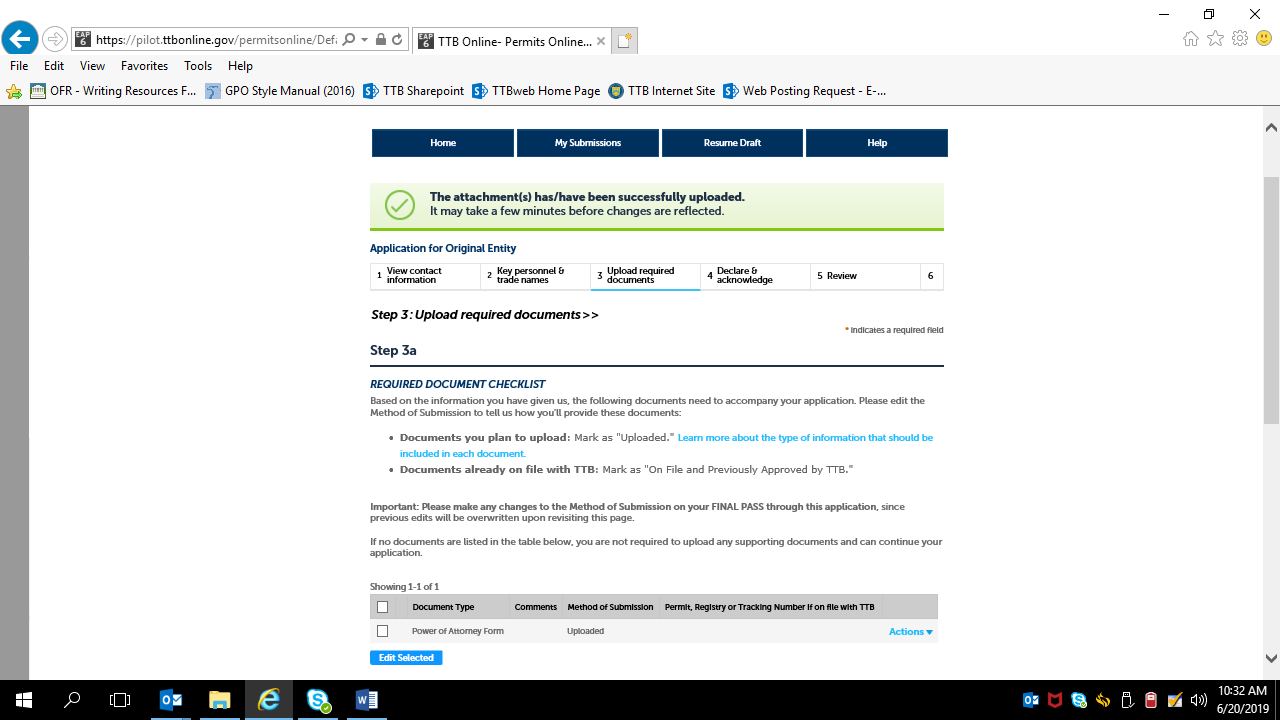 EAP 6 https://pilot.ttbonline.gov/permitsonline/Defa
EAP 6 TTB Online- Permits Online...
File Edit View Favorites Tools Help
OFR - Writing Resources F... GPO Style Manual (2016) TTB Sharepoint TTBweb Home Page TTB Internet Site Web Posting Request - E-...
Home My Submissions Resume Draft Help
The attachment(s) has/have been successfully uploaded.
It may take a few minutes before changes are reflected.
Application for Original Entity
1 View contact information 2 Key personnel & trade names 3 Upload required documents 4 Declare & acknowledge 5 Review 6
Step 3: Upload required documents>>
* indicates a required field
Step 3a
REQUIRED DOCUMENT CHECKLIST
Based on the information you have given us, the following documents need to accompany your application. Please edit the
Method of Submission to tell us how you'll provide these documents:
• Documents you plan to upload: Mark as "Uploaded." Learn more about the type of information that should be
included in each document.
• Documents already on file with TTB: Mark as "On File and Previously Approved by TTB."
Important: Please make any changes to the Method of Submission on your FINAL PASS through this application, since
previous edits will be overwritten upon revisiting this page.
If no documents are listed in the table below, you are not required to upload any supporting documents and can continue your
application.
Showing 1-1 of 1
Document Type Comments Method of Submission Permit, Registry or Tracking Number if on file with TTB
Power of Attorney Form Uploaded Actions
Edit Selected
10:32 AM
6/20/2019